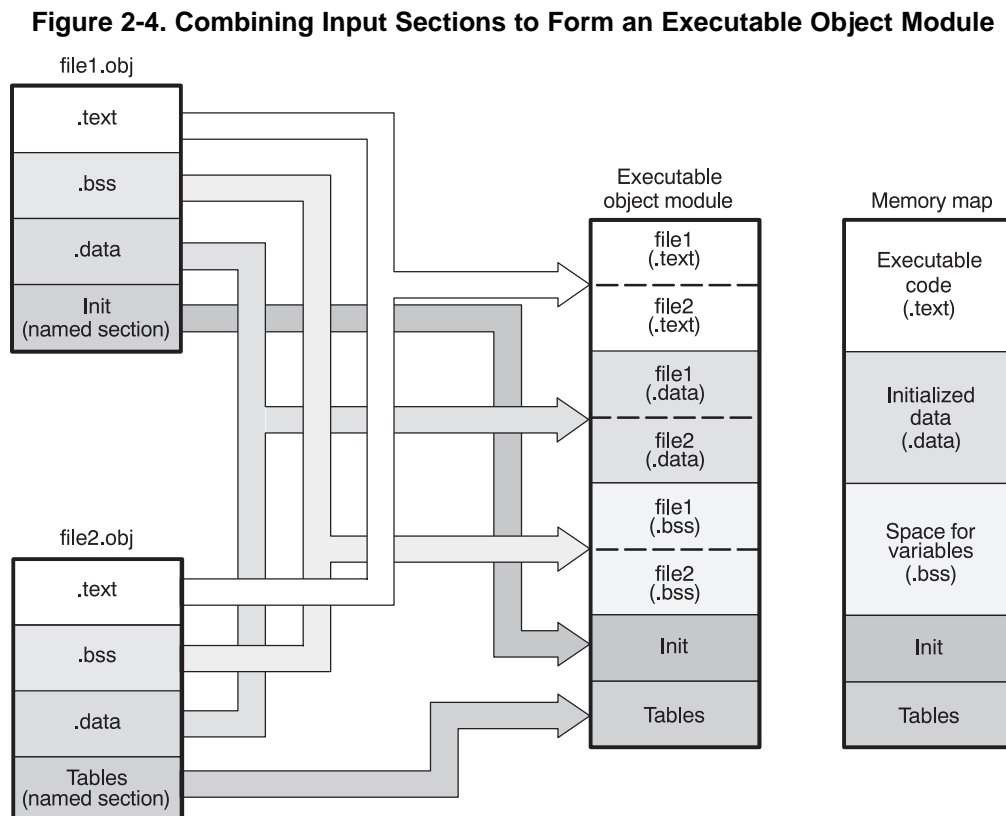 Figure 2-4. Combining Input Sections to Form an Executable Object Module
file1.obj
.text
.bss
.data
Init
(named section)
file2.obj
.text
.bss
.data
Tables
(named section)
Executable
object module
file1
(.text)
file2
(.text)
file1
(.data)
file2
(.data)
file1
(.bss)
file2
(.bss)
Init
Tables
Memory map
Executable
code
(.text)
Initialized
data
(.data)
Space for
variables
(.bss)
Init
Tables